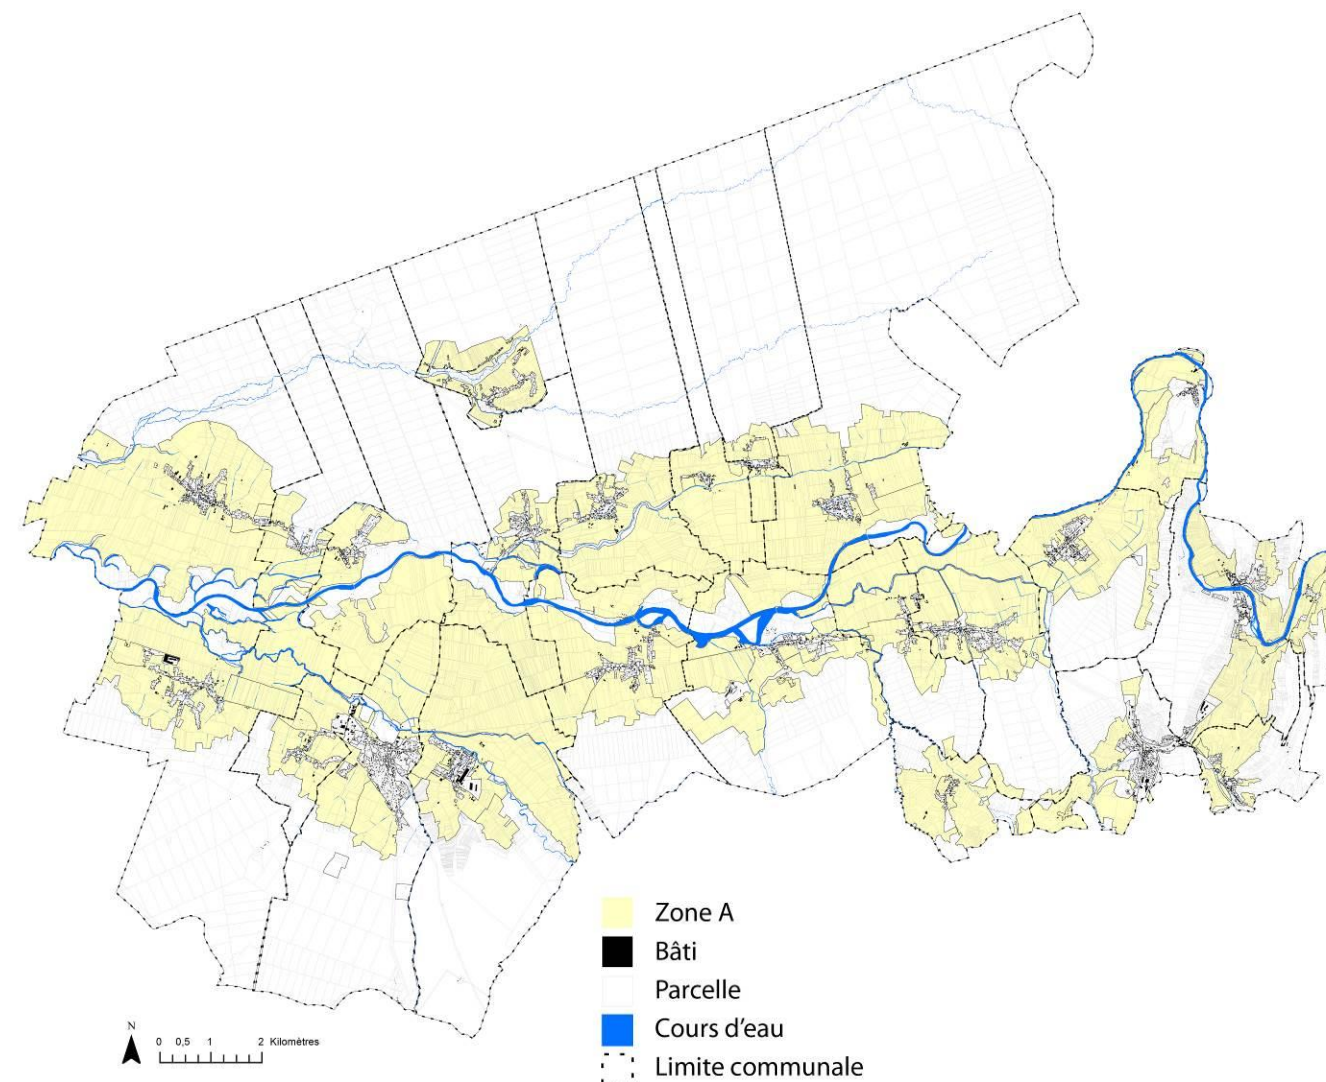 Zone A
Bâti
Parcelle
Cours d'eau
Limite communale
N
0 0,5 1 2 Kilomètres